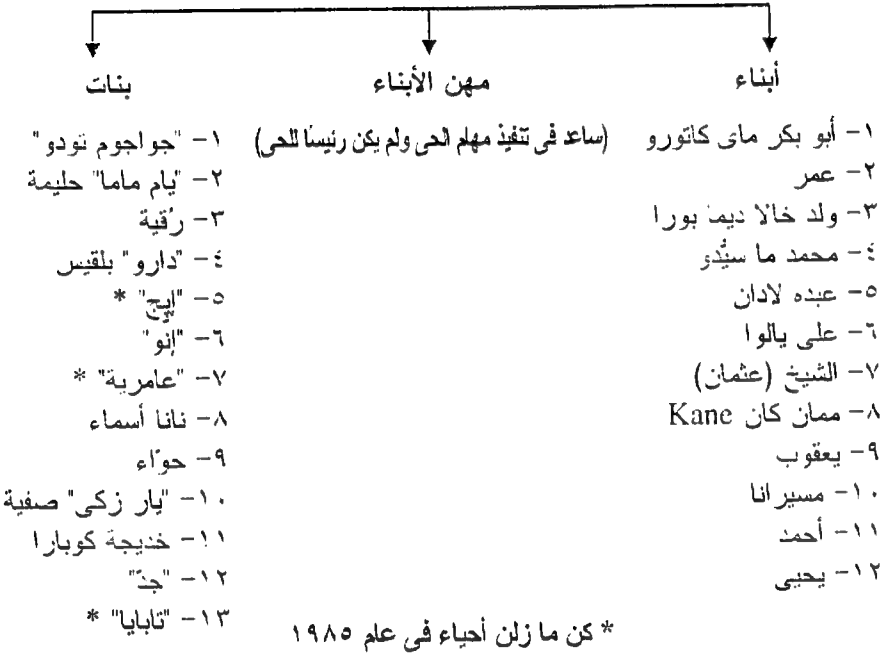 أبناء
مهن الأبناء
بنات
١- أبو بكر ماى كاتورو
(ساعد فى تنفيذ مهام الحى ولم يكن رئيسًا للحى)
١- "جواجوم تودو"
٢- عمر
٢- "يام ماما" حليمة
٣- ولد خالا ديما بورا
٣- رُقية
٤- محمد ما سيُّدو
٤- "دارو" بلقيس
٥- عبده لادان
٥- "إيج" *
٦- على يالوا
٦- "إنُّو"
٧- الشيخ (عثمان)
٧- "عامرية" *
٨- ممان كان Kane
٨- نانا أسماء
٩- يعقوب
٩- حوّاء
١٠- مسيرانا
١٠- "يار زكى" صفية
١١- أحمد
١١- خديجة كوبارا
١٢- يحيى
١٢- "جدّ"
١٣- "تابايا" *
* كن ما زلن أحياء فى عام ١٩٨٥